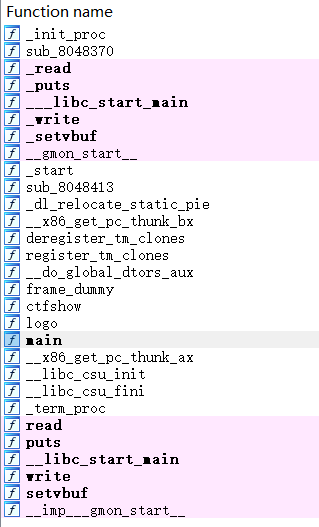 Function name
f _init_proc
f sub_8048370
f _read
f _puts
f ___libc_start_main
f _write
f _setvbuf
f __gmon_start__
f _start
f sub_8048413
f _dl_relocate_static_pie
f __x86_get_pc_thunk_bx
f deregister_tm_clones
f register_tm_clones
f __do_global_dtors_aux
f frame_dummy
f ctfshow
f logo
f main
f __x86_get_pc_thunk_ax
f __libc_csu_init
f __libc_csu_fini
f _term_proc
f read
f puts
f __libc_start_main
f write
f setvbuf
f __imp___gmon_start__